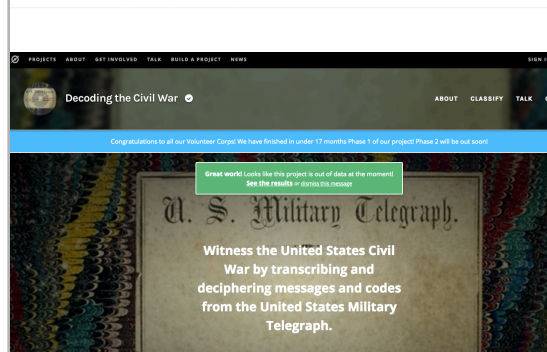 PROJECTS ABOUT GET INVOLVED TALK BUILD A PROJECT NEWS SIGN
Decoding the Civil War ABOUT CLASSIFY TALK
Congratulations to all our Volunteer Corps! We have finished in under 17 months Phase 1 of our project! Phase 2 will be out soon!
Great work! Looks like this project is out of data at the moment!
See the results or dismiss this message
U. S. Military Telegraph.
Witness the United States Civil
War by transcribing and
deciphering messages and codes
from the United States Military
Telegraph.